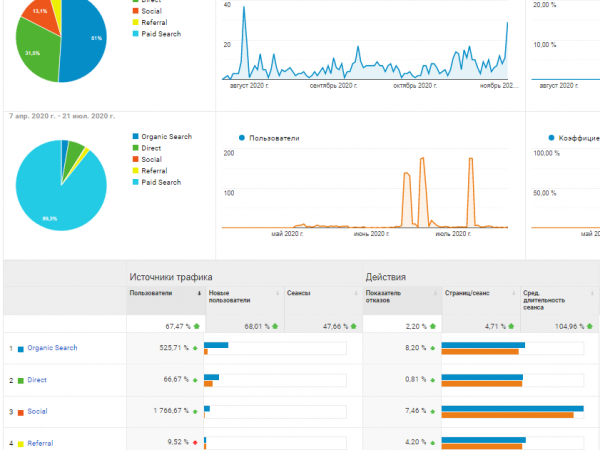 Direct
Social
Referral
Paid Search
13,1%
51%
31,5%
40
20
август 2020 г.
сентябрь 2020 г.
октябрь 2020 г.
ноябрь 202...
20,00 %
10,00 %
август 2020 г.
7 апр. 2020 г. - 21 июл. 2020 г.
Organic Search
Direct
Social
Referral
Paid Search
Пользователи
200
100
май 2020 г.
июнь 2020 г.
июль 2020 г.
Коэффицие
100,00 %
50,00 %
май 20
Источники трафика
Действия
Пользователи
Новые пользователи
Сеансы
Показатель отказов
Страниц/сеанс
Сред. длительность сеанса
67,47 %
68,01 %
47,66 %
2,20 %
4,71 %
104,96 %
1 Organic Search 525,71 % 8,20 %
2 Direct 66,67 % 0,81 %
3 Social 1 766,67 % 7,46 %
4 Referral 9,52 % 4,20 %